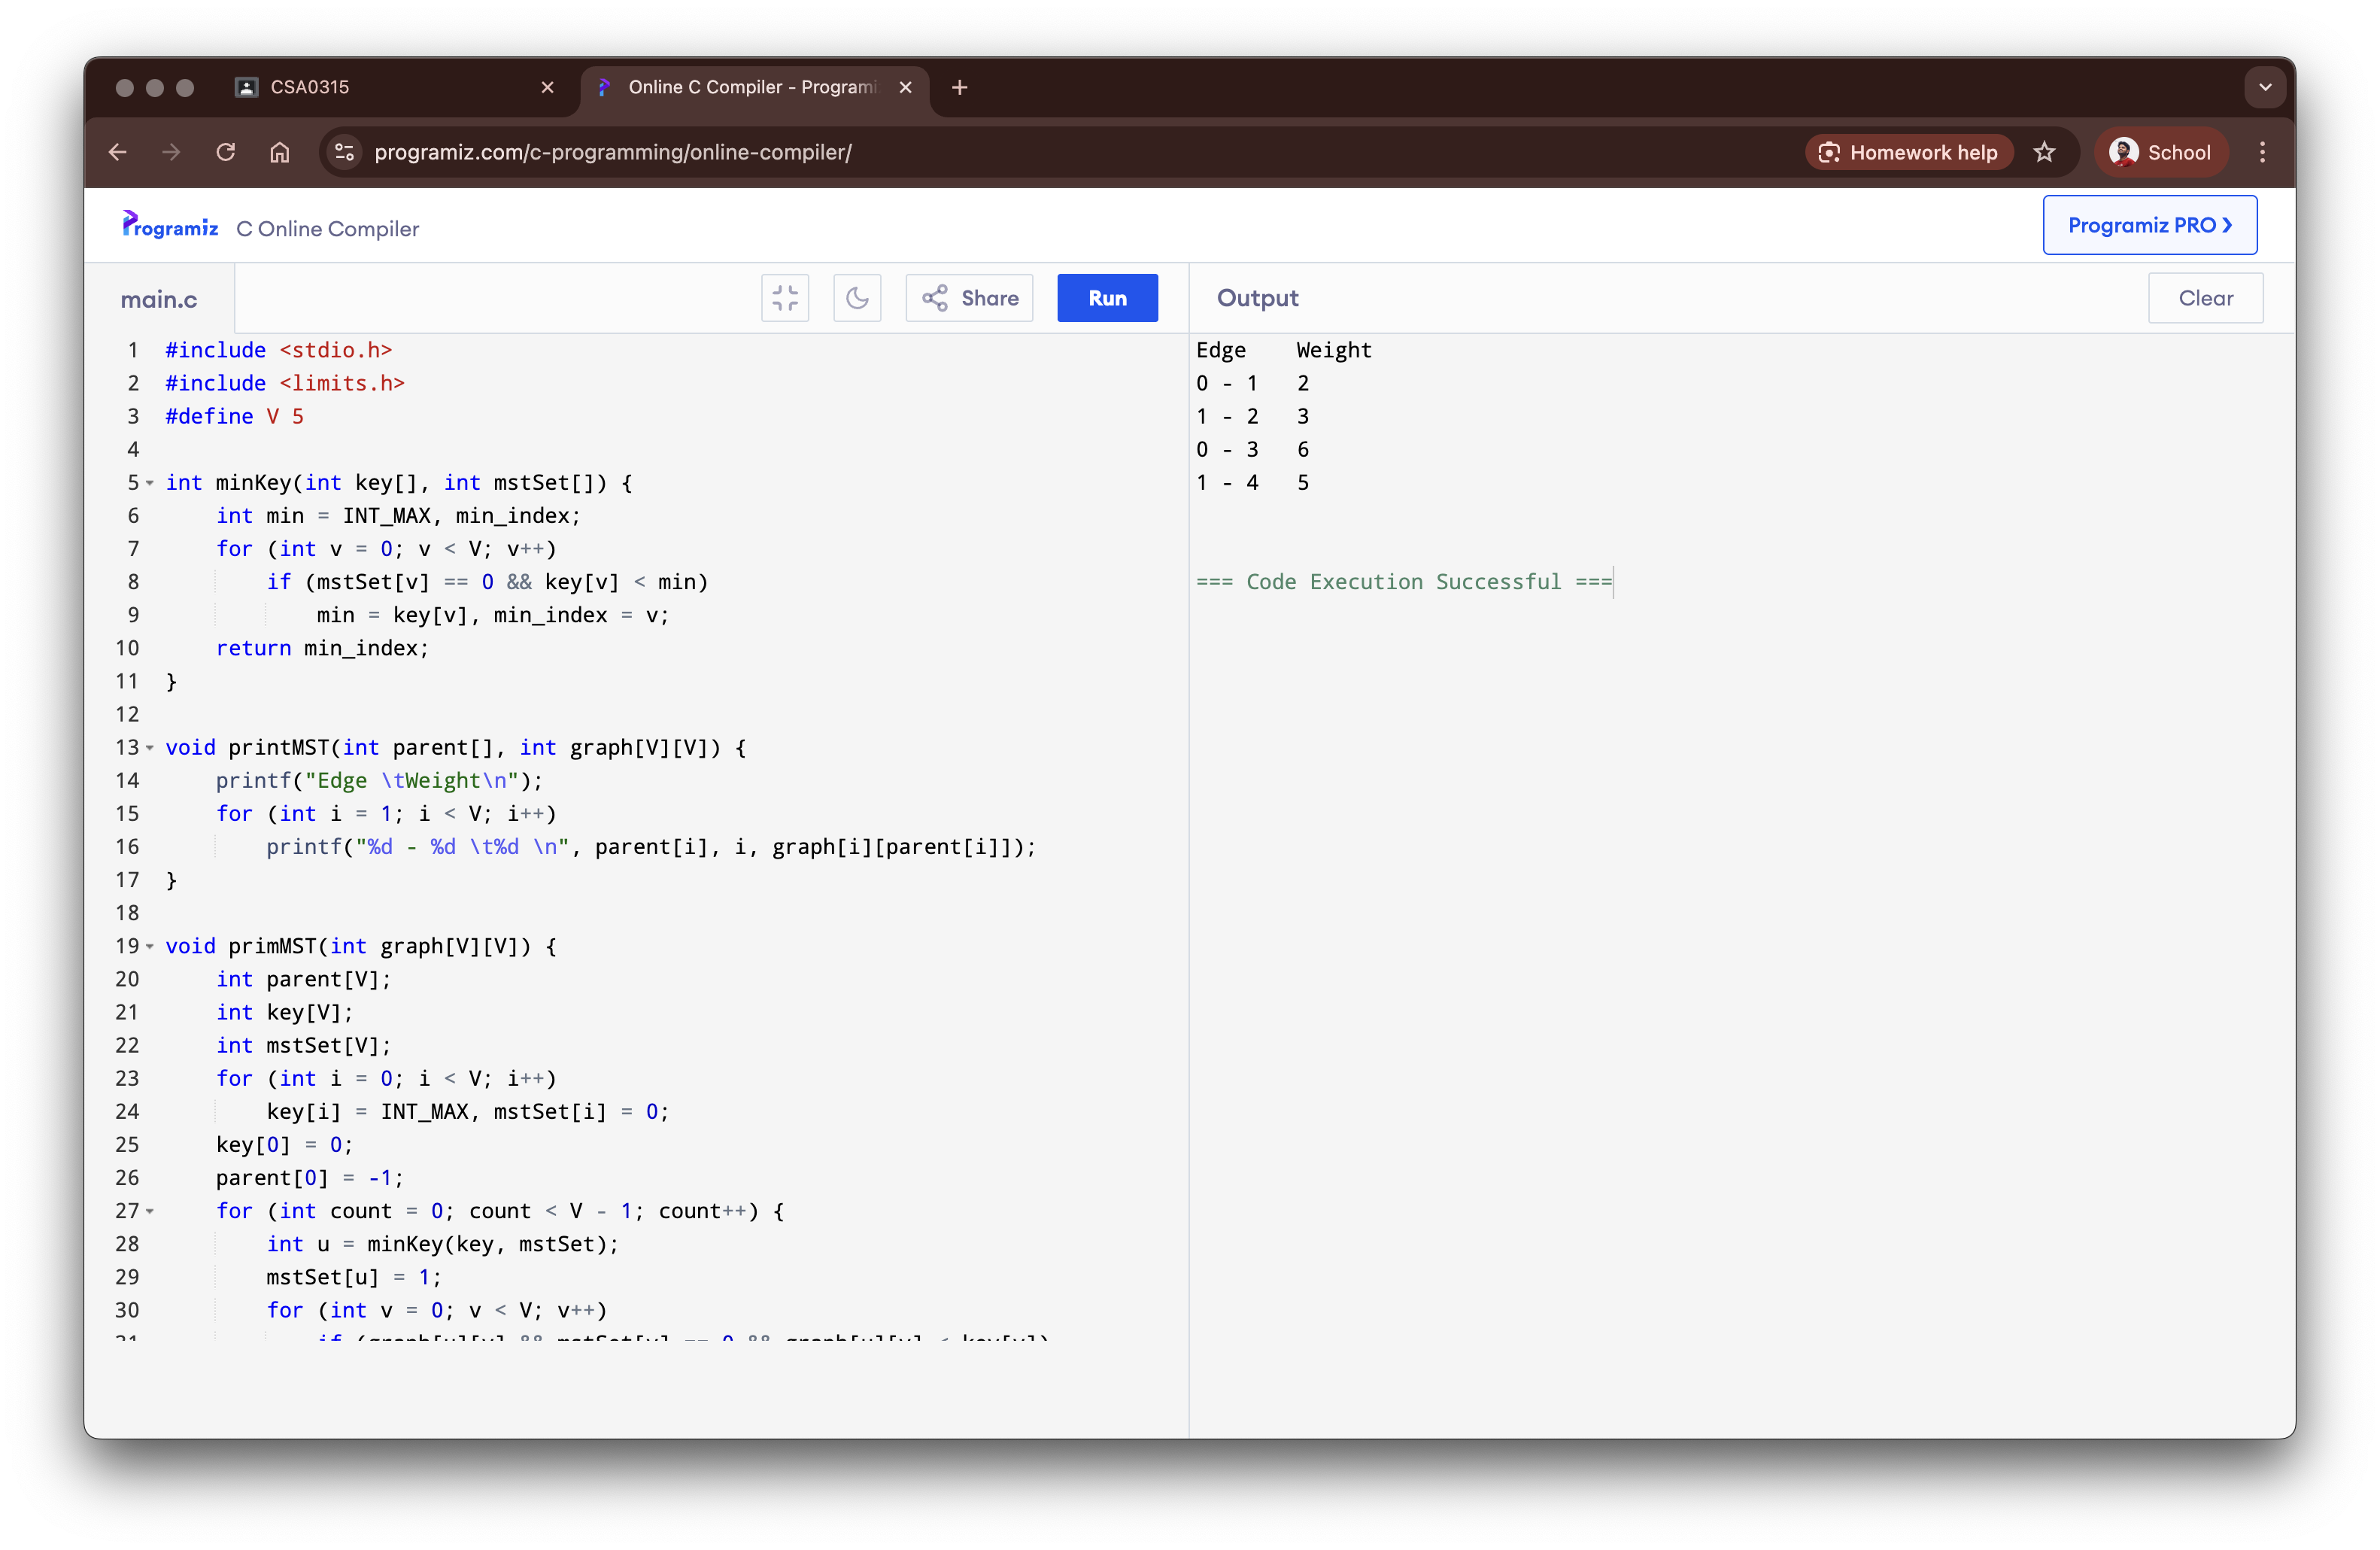 CSA0315
Online C Compiler - Programi
programiz.com/c-programming/online-compiler/
Homework help
School
Programiz C Online Compiler
Programiz PRO ❯
main.c
Share
Run
Output
Clear
1 #include <stdio.h>
2 #include <limits.h>
3 #define V 5
4
5 int minKey(int key[], int mstSet[]) {
6     int min = INT_MAX, min_index;
7     for (int v = 0; v < V; v++)
8         if (mstSet[v] == 0 && key[v] < min)
9             min = key[v], min_index = v;
10     return min_index;
11 }
12
13 void printMST(int parent[], int graph[V][V]) {
14     printf("Edge \tWeight\n");
15     for (int i = 1; i < V; i++)
16         printf("%d - %d \t%d \n", parent[i], i, graph[i][parent[i]]);
17 }
18
19 void primMST(int graph[V][V]) {
20     int parent[V];
21     int key[V];
22     int mstSet[V];
23     for (int i = 0; i < V; i++)
24         key[i] = INT_MAX, mstSet[i] = 0;
25     key[0] = 0;
26     parent[0] = -1;
27     for (int count = 0; count < V - 1; count++) {
28         int u = minKey(key, mstSet);
29         mstSet[u] = 1;
30         for (int v = 0; v < V; v++)
31             if (graph[u][v] && mstSet[v] == 0 && graph[u][v] < key[v])
Edge    Weight
0 - 1   2
1 - 2   3
0 - 3   6
1 - 4   5
=== Code Execution Successful ===